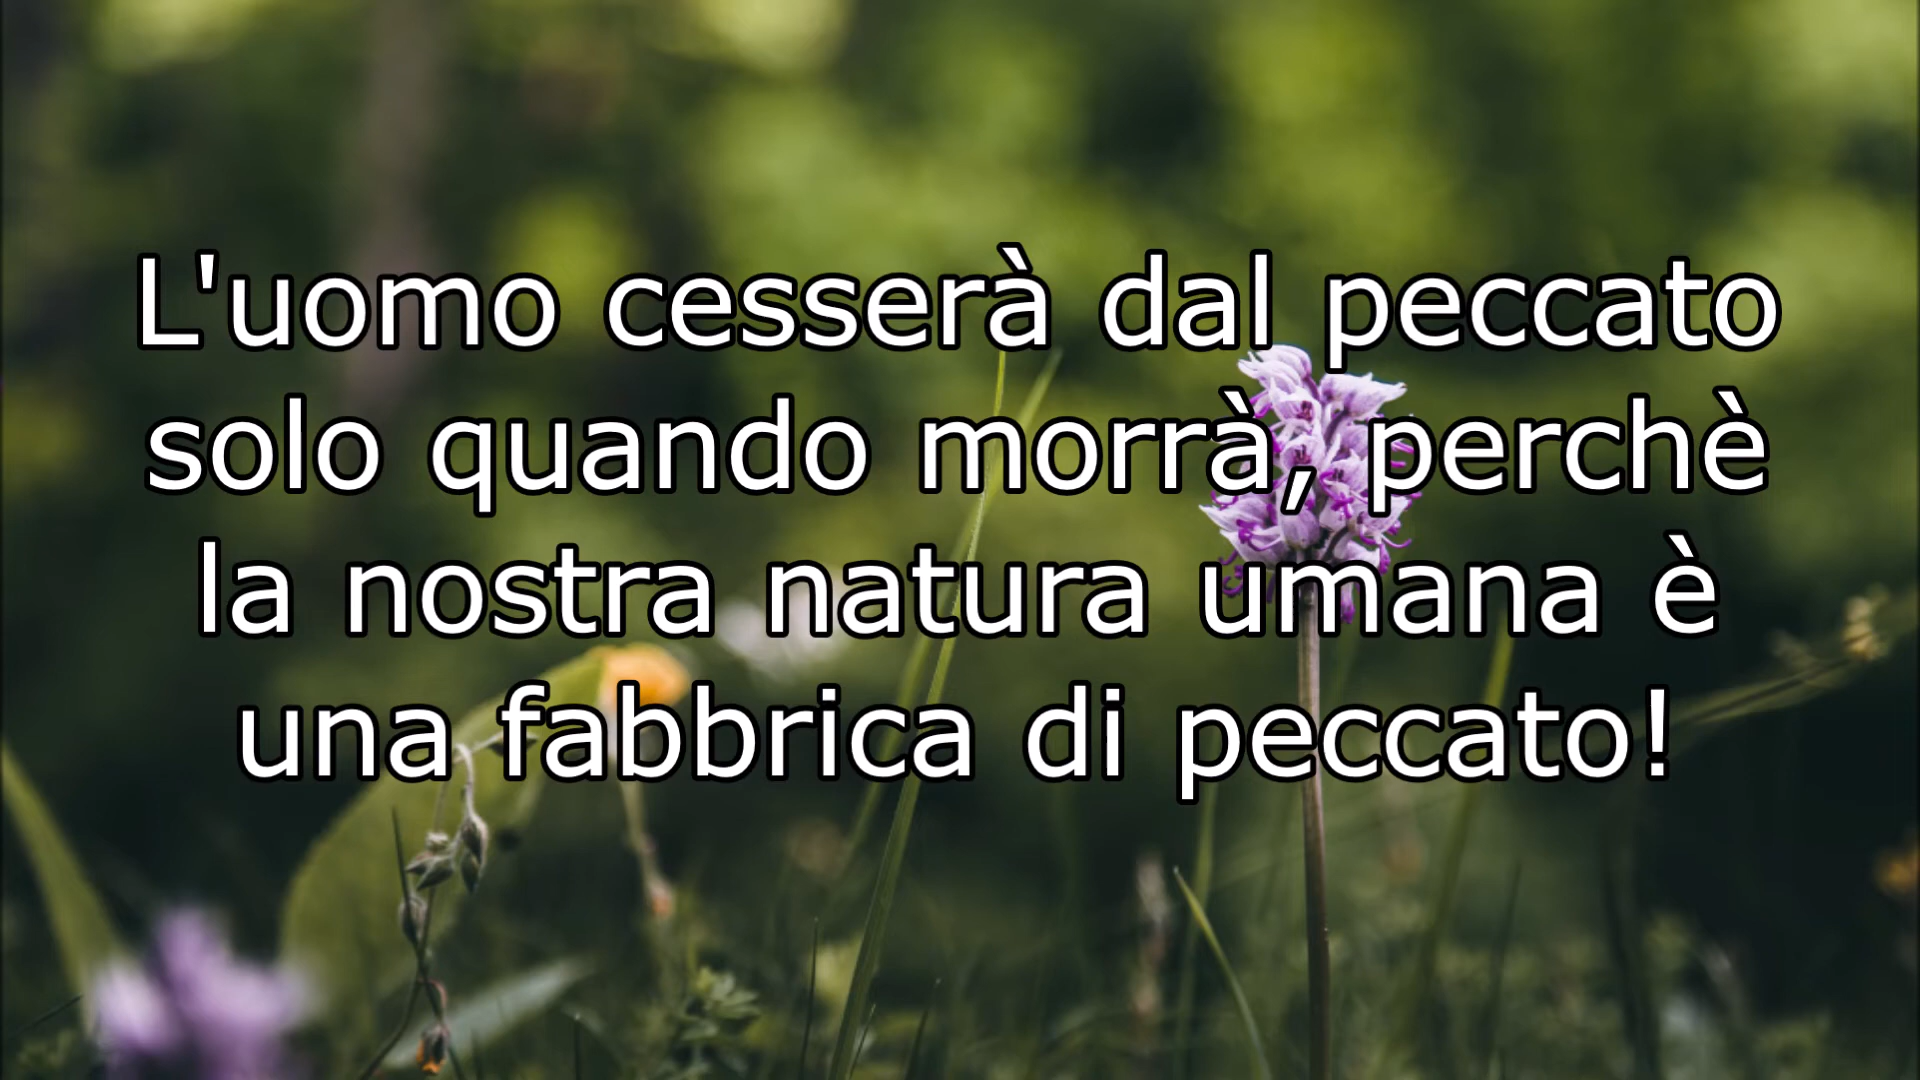 L'uomo cesserà dal peccato
solo quando morrà, perchè
la nostra natura umana è
una fabbrica di peccato!